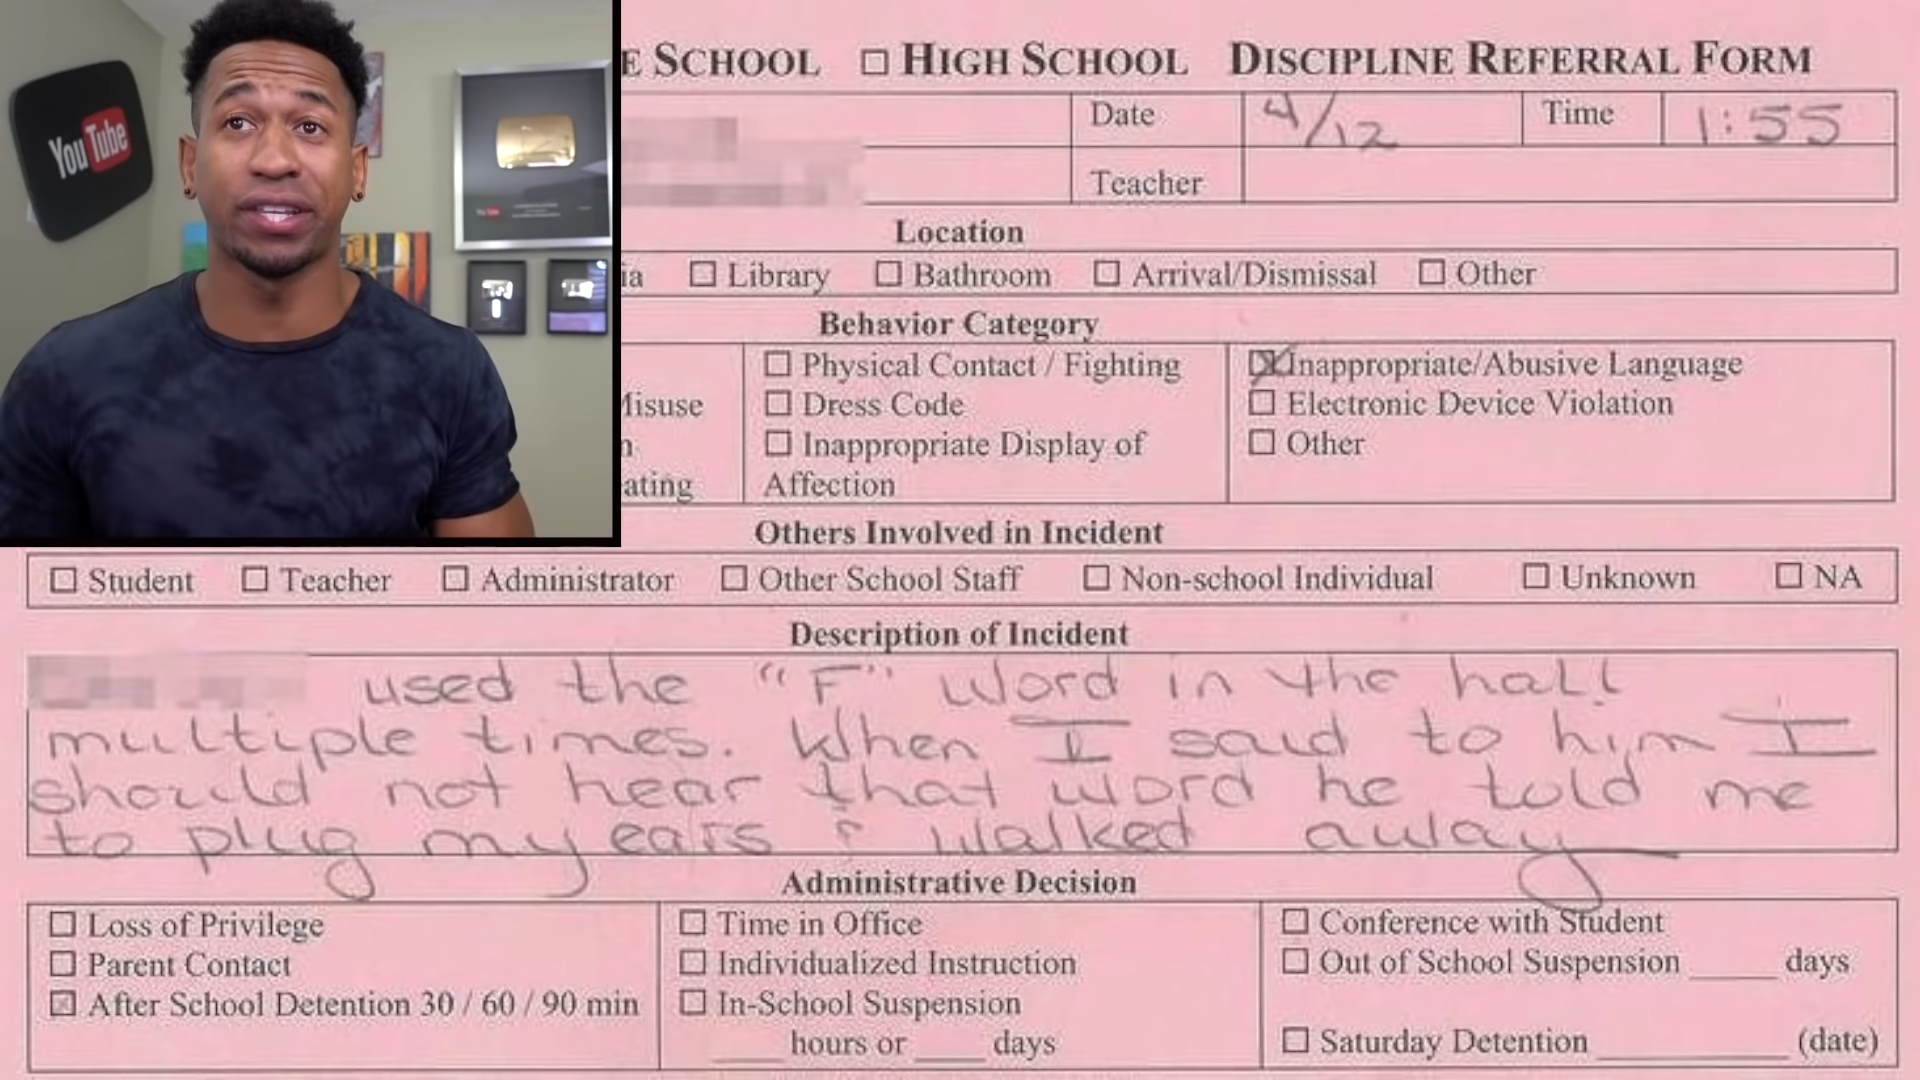 YouTube
E SCHOOL ☐ HIGH SCHOOL DISCIPLINE REFERRAL FORM
Date 4/12 Time 1:55
Teacher
Location
ia ☐ Library ☐ Bathroom ☐ Arrival/Dismissal ☐ Other
Behavior Category
☐ Physical Contact / Fighting ☒ Inappropriate/Abusive Language
Misuse ☐ Dress Code ☐ Electronic Device Violation
n ☐ Inappropriate Display of ☐ Other
ating Affection
Others Involved in Incident
☐ Student ☐ Teacher ☐ Administrator ☐ Other School Staff ☐ Non-school Individual ☐ Unknown ☐ NA
Description of Incident
used the "F" word in the hall
multiple times. When I said to him I
should not hear that word he told me
to plug my ears & walked away
Administrative Decision
☐ Loss of Privilege ☐ Time in Office ☐ Conference with Student
☐ Parent Contact ☐ Individualized Instruction ☐ Out of School Suspension ____ days
☒ After School Detention 30 / 60 / 90 min ☐ In-School Suspension
____ hours or ____ days ☐ Saturday Detention ________ (date)